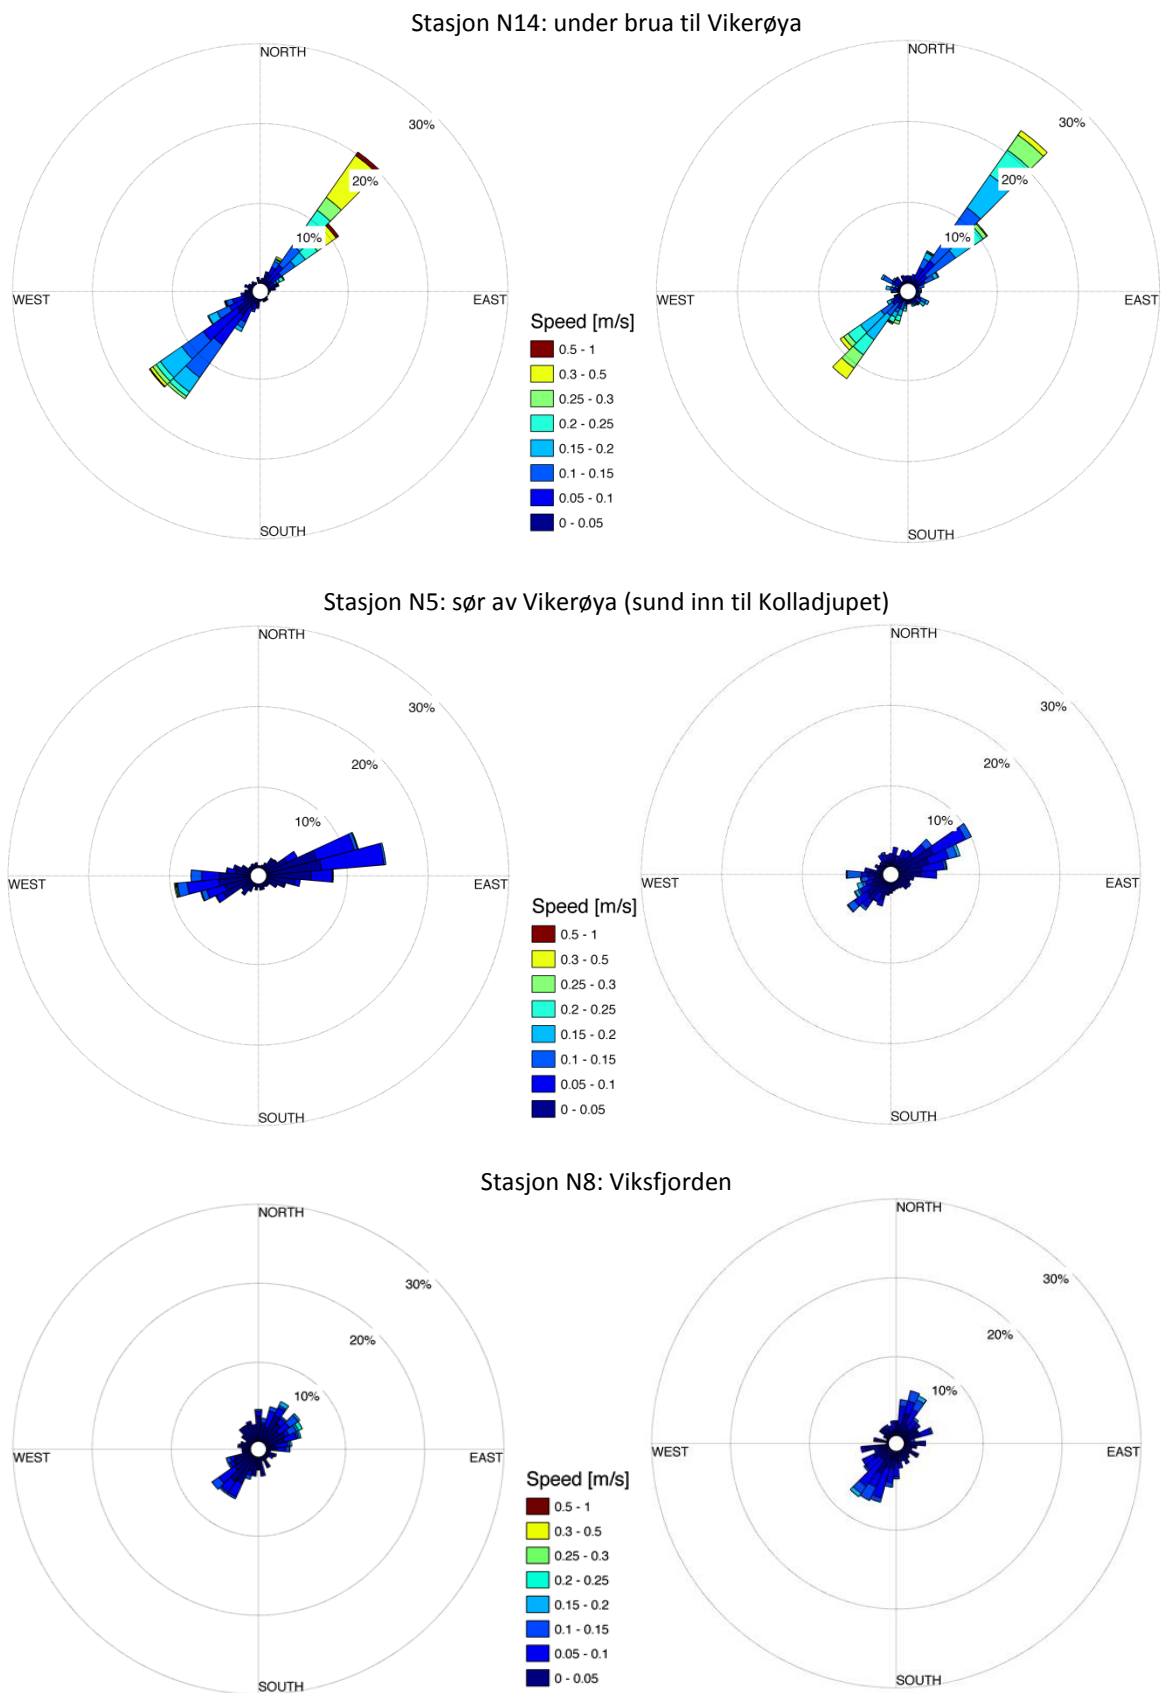 Stasjon N14: under brua til Vikerøya
NORTH
NORTH
30%
30%
20%
20%
10%
10%
WEST
EAST
WEST
EAST
Speed [m/s]
0.5 - 1
0.3 - 0.5
0.25 - 0.3
0.2 - 0.25
0.15 - 0.2
0.1 - 0.15
0.05 - 0.1
0 - 0.05
SOUTH
SOUTH
Stasjon N5: sør av Vikerøya (sund inn til Kolladjupet)
NORTH
NORTH
30%
30%
20%
20%
10%
10%
WEST
EAST
WEST
EAST
Speed [m/s]
0.5 - 1
0.3 - 0.5
0.25 - 0.3
0.2 - 0.25
0.15 - 0.2
0.1 - 0.15
0.05 - 0.1
0 - 0.05
SOUTH
SOUTH
Stasjon N8: Viksfjorden
NORTH
NORTH
30%
30%
20%
20%
10%
10%
WEST
EAST
WEST
EAST
Speed [m/s]
0.5 - 1
0.3 - 0.5
0.25 - 0.3
0.2 - 0.25
0.15 - 0.2
0.1 - 0.15
0.05 - 0.1
0 - 0.05
SOUTH
SOUTH